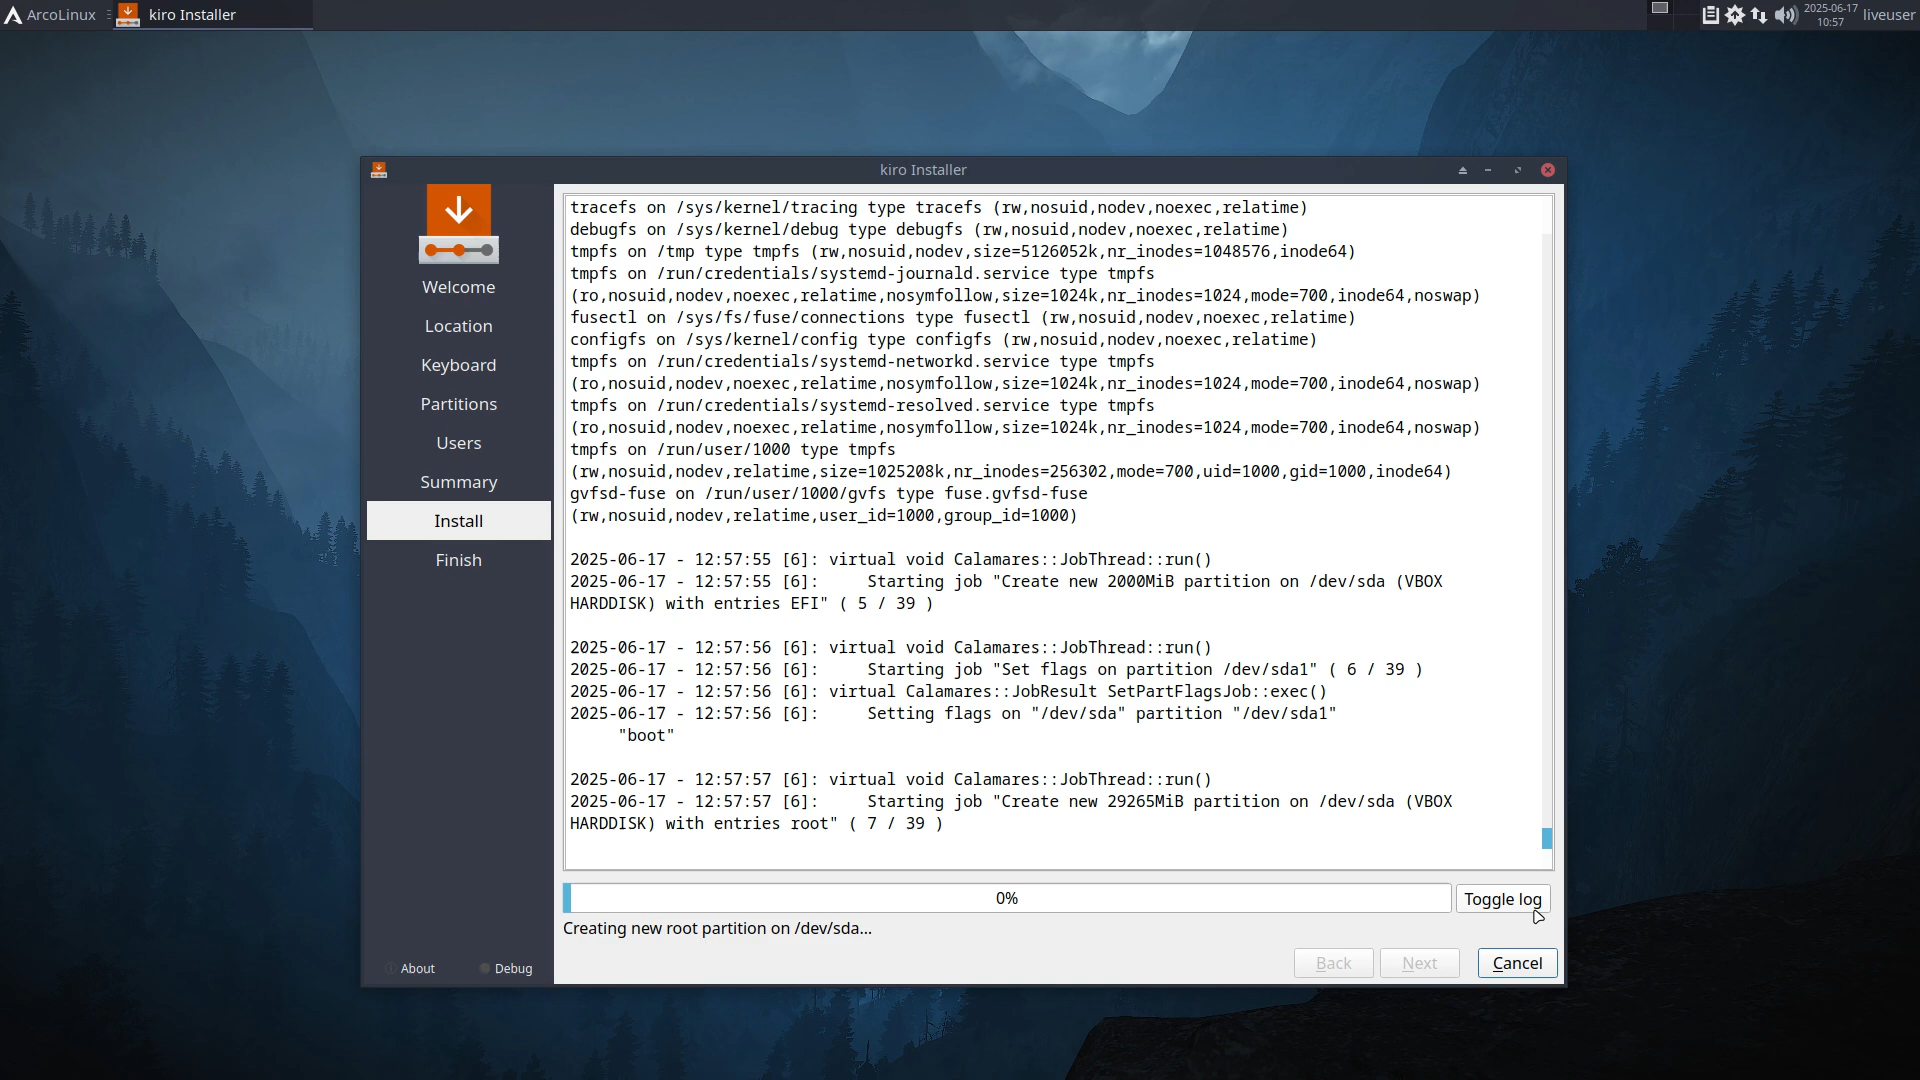 ArcoLinux
kiro Installer
2025-06-17
10:57
liveuser
kiro Installer
Welcome
Location
Keyboard
Partitions
Users
Summary
Install
Finish
About
Debug
tracefs on /sys/kernel/tracing type tracefs (rw,nosuid,nodev,noexec,relatime)
debugfs on /sys/kernel/debug type debugfs (rw,nosuid,nodev,noexec,relatime)
tmpfs on /tmp type tmpfs (rw,nosuid,nodev,size=5126052k,nr_inodes=1048576,inode64)
tmpfs on /run/credentials/systemd-journald.service type tmpfs
(ro,nosuid,nodev,noexec,relatime,nosymfollow,size=1024k,nr_inodes=1024,mode=700,inode64,noswap)
fusectl on /sys/fs/fuse/connections type fusectl (rw,nosuid,nodev,noexec,relatime)
configfs on /sys/kernel/config type configfs (rw,nosuid,nodev,noexec,relatime)
tmpfs on /run/credentials/systemd-networkd.service type tmpfs
(ro,nosuid,nodev,noexec,relatime,nosymfollow,size=1024k,nr_inodes=1024,mode=700,inode64,noswap)
tmpfs on /run/credentials/systemd-resolved.service type tmpfs
(ro,nosuid,nodev,noexec,relatime,nosymfollow,size=1024k,nr_inodes=1024,mode=700,inode64,noswap)
tmpfs on /run/user/1000 type tmpfs
(rw,nosuid,nodev,relatime,size=1025208k,nr_inodes=256302,mode=700,uid=1000,gid=1000,inode64)
gvfsd-fuse on /run/user/1000/gvfs type fuse.gvfsd-fuse
(rw,nosuid,nodev,relatime,user_id=1000,group_id=1000)
2025-06-17 - 12:57:55 [6]: virtual void Calamares::JobThread::run()
2025-06-17 - 12:57:55 [6]:     Starting job "Create new 2000MiB partition on /dev/sda (VBOX
HARDDISK) with entries EFI" ( 5 / 39 )
2025-06-17 - 12:57:56 [6]: virtual void Calamares::JobThread::run()
2025-06-17 - 12:57:56 [6]:     Starting job "Set flags on partition /dev/sda1" ( 6 / 39 )
2025-06-17 - 12:57:56 [6]: virtual Calamares::JobResult SetPartFlagsJob::exec()
2025-06-17 - 12:57:56 [6]:     Setting flags on "/dev/sda" partition "/dev/sda1"
"boot"
2025-06-17 - 12:57:57 [6]: virtual void Calamares::JobThread::run()
2025-06-17 - 12:57:57 [6]:     Starting job "Create new 29265MiB partition on /dev/sda (VBOX
HARDDISK) with entries root" ( 7 / 39 )
0%
Toggle log
Creating new root partition on /dev/sda...
Back
Next
Cancel